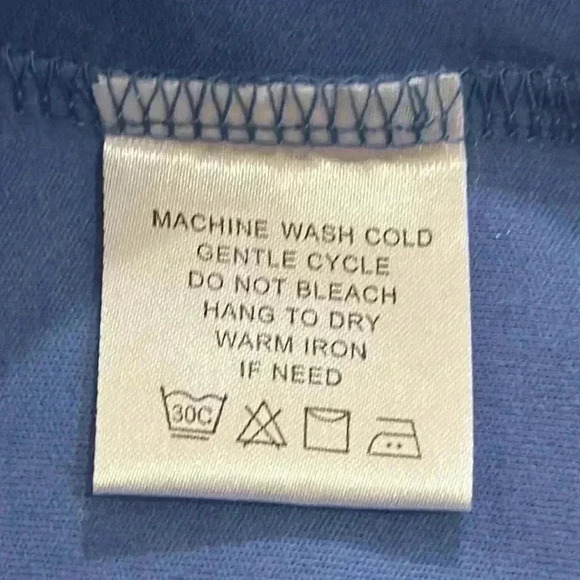 MACHINE WASH COLD
GENTLE CYCLE
DO NOT BLEACH
HANG TO DRY
WARM IRON
IF NEED
30C